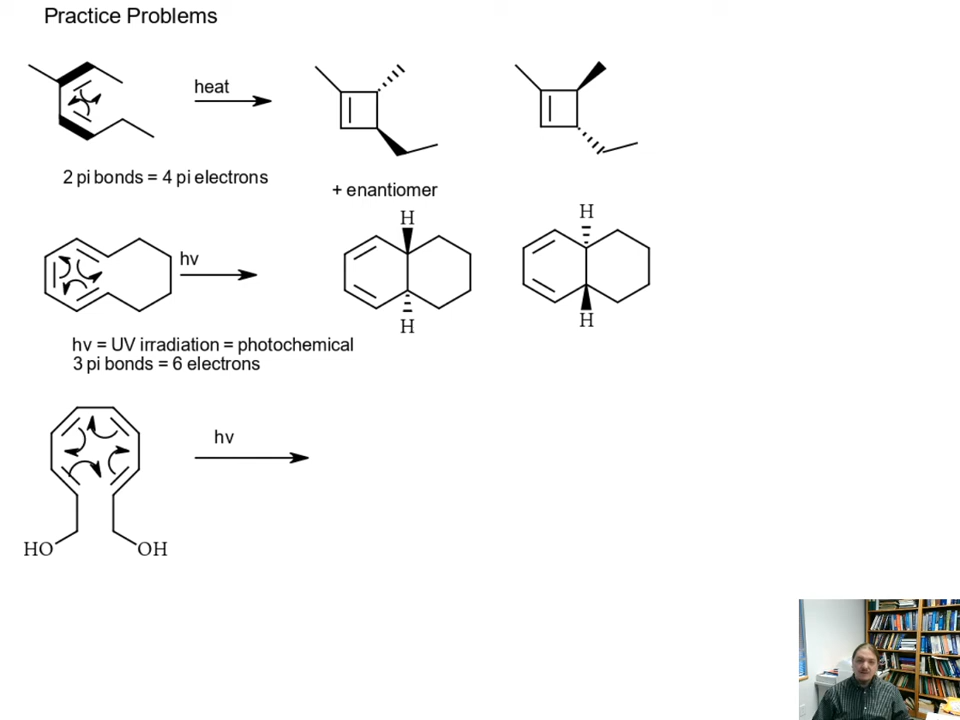 Practice Problems
heat
2 pi bonds = 4 pi electrons
+ enantiomer
hv
H
H
H
H
hv = UV irradiation = photochemical
3 pi bonds = 6 electrons
hv
HO
OH